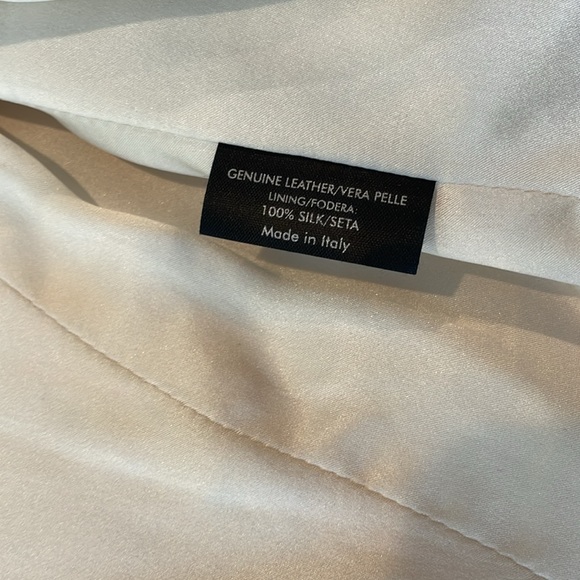 GENUINE LEATHER/VERA PELLE
LINING/FODERA:
100% SILK/SETA
Made in Italy